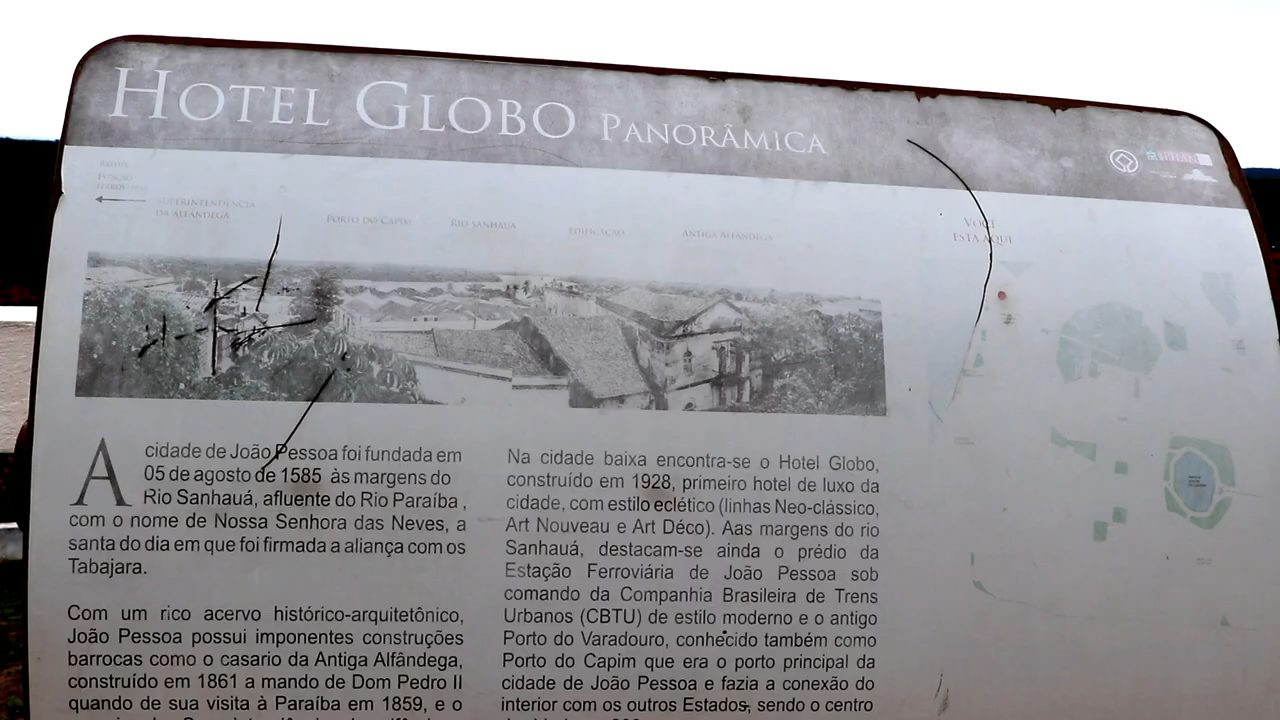 HOTEL GLOBO PANORÂMICA
SUPERINTENDÊNCIA
DA ALFÂNDEGA
PORTO DO CAPIM
RIO SANHAUÁ
EDIFICAÇÃO
ANTIGA ALFÂNDEGA
VOCÊ
ESTA AQUI
A cidade de João Pessoa foi fundada em
05 de agosto de 1585 às margens do
Rio Sanhauá, afluente do Rio Paraíba ,
com o nome de Nossa Senhora das Neves, a
santa do dia em que foi firmada a aliança com os
Tabajara.
Com um rico acervo histórico-arquitetônico,
João Pessoa possui imponentes construções
barrocas como o casario da Antiga Alfândega,
construído em 1861 a mando de Dom Pedro II
quando de sua visita à Paraíba em 1859, e o
Na cidade baixa encontra-se o Hotel Globo,
construído em 1928, primeiro hotel de luxo da
cidade, com estilo eclético (linhas Neo-clássico,
Art Nouveau e Art Déco). Aas margens do rio
Sanhauá, destacam-se ainda o prédio da
Estação Ferroviária de João Pessoa sob
comando da Companhia Brasileira de Trens
Urbanos (CBTU) de estilo moderno e o antigo
Porto do Varadouro, conhecido também como
Porto do Capim que era o porto principal da
cidade de João Pessoa e fazia a conexão do
interior com os outros Estados, sendo o centro